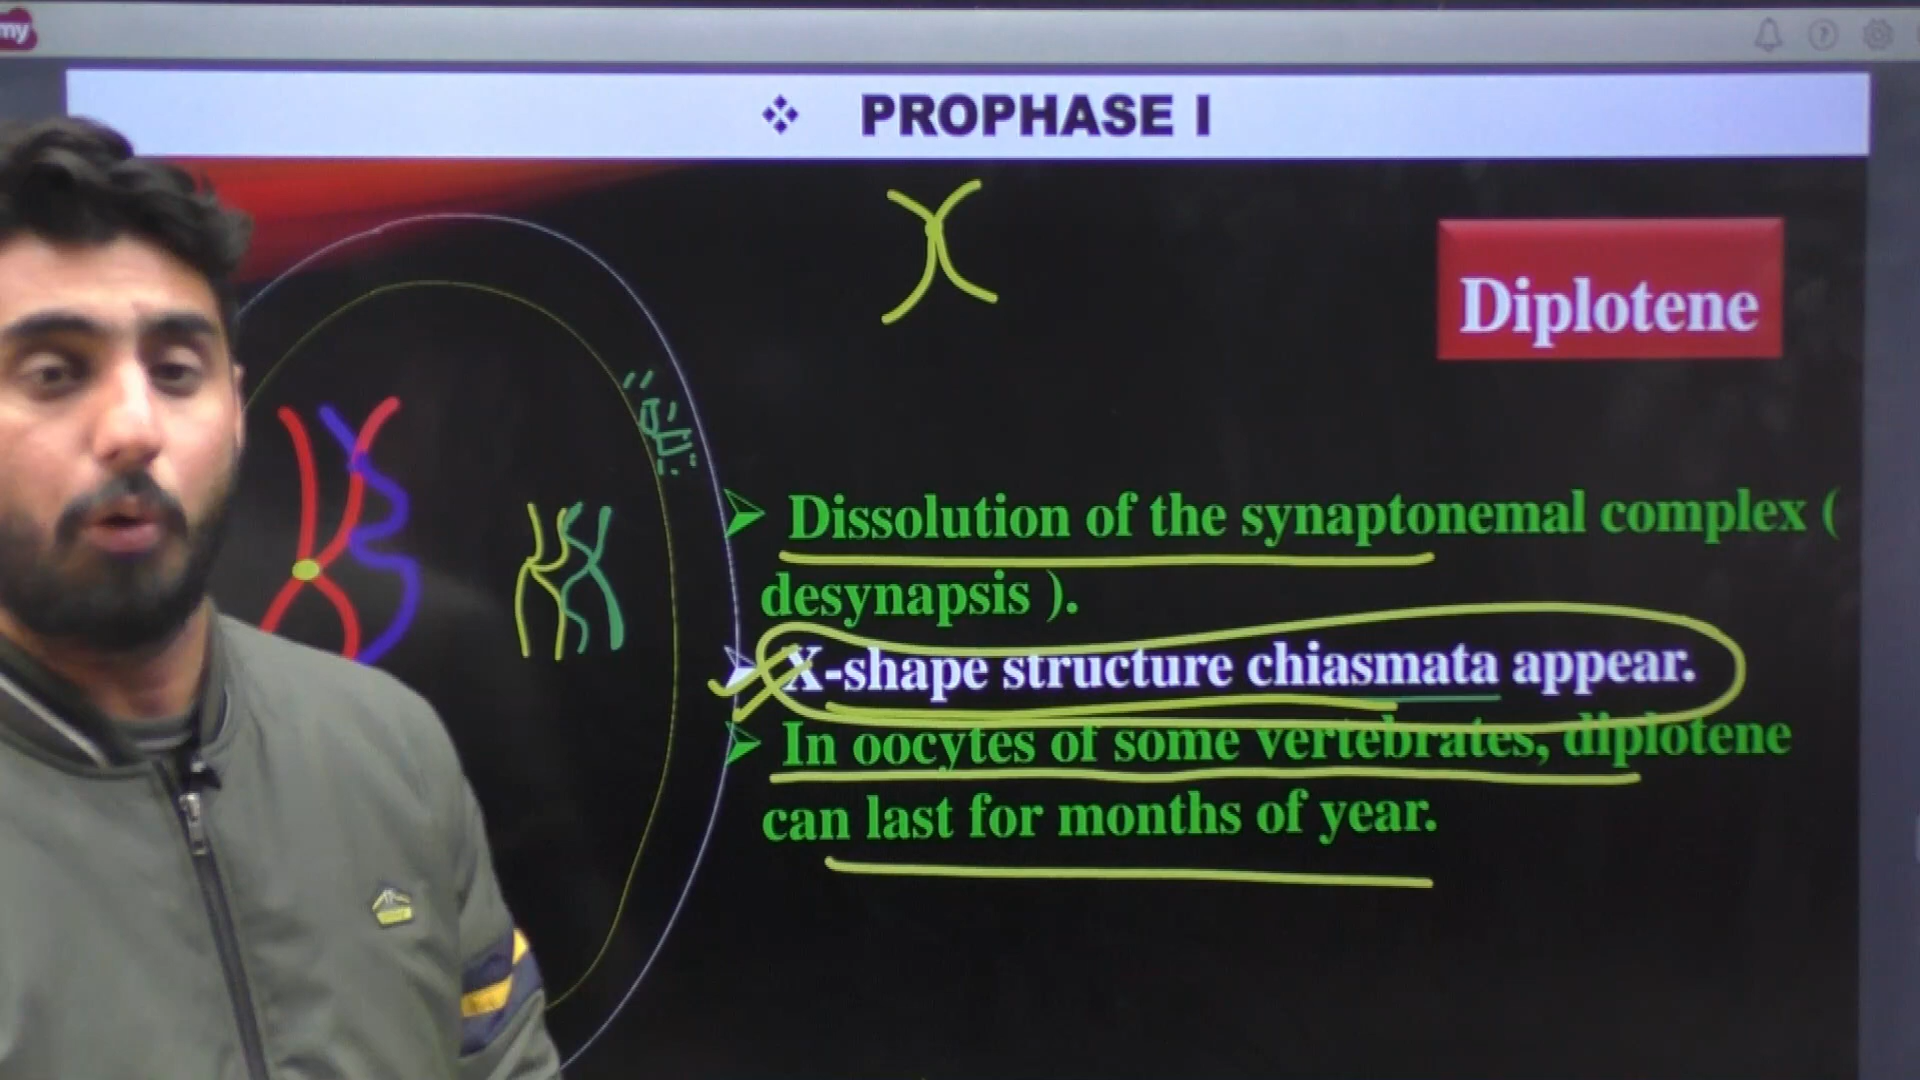 my
❖ PROPHASE I
Diplotene
➢ Dissolution of the synaptonemal complex (
desynapsis ).
➢ X-shape structure chiasmata appear.
➢ In oocytes of some vertebrates, diplotene
can last for months of year.